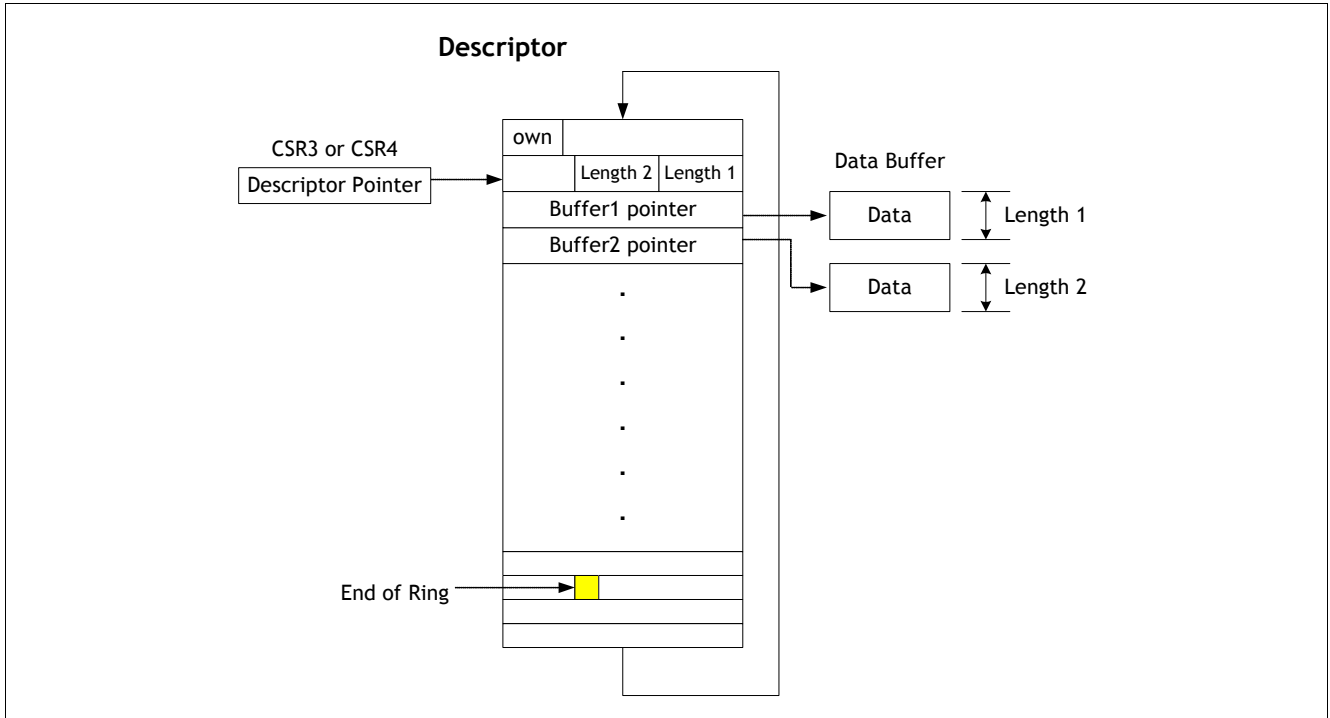 Descriptor
own
CSR3 or CSR4
Descriptor Pointer
Length 2 Length 1
Data Buffer
Buffer1 pointer
Data
Length 1
Buffer2 pointer
Data
Length 2
End of Ring